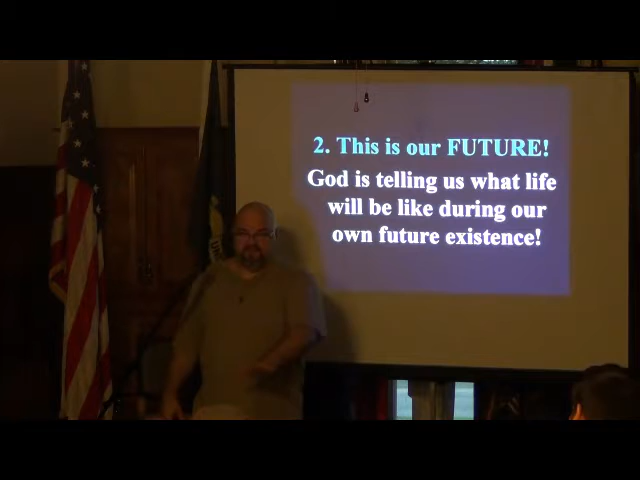 2. This is our FUTURE!
God is telling us what life
will be like during our
own future existence!